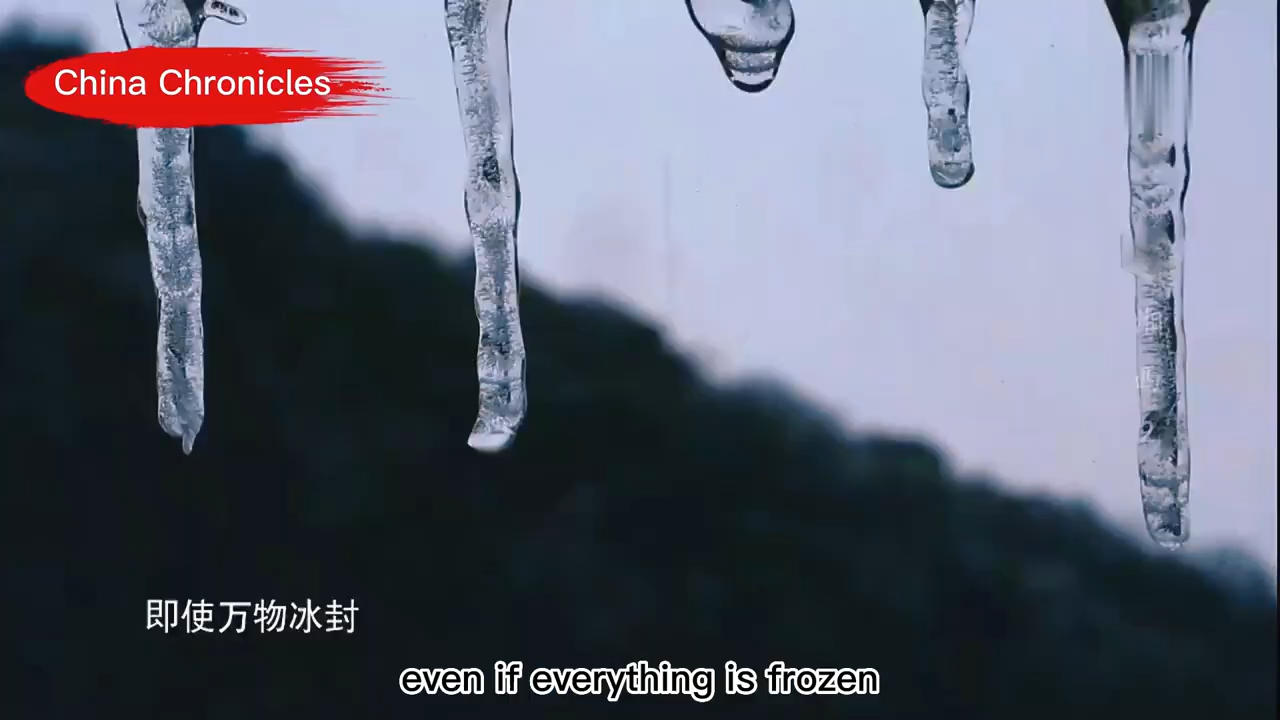 China Chronicles
即使万物冰封
even if everything is frozen